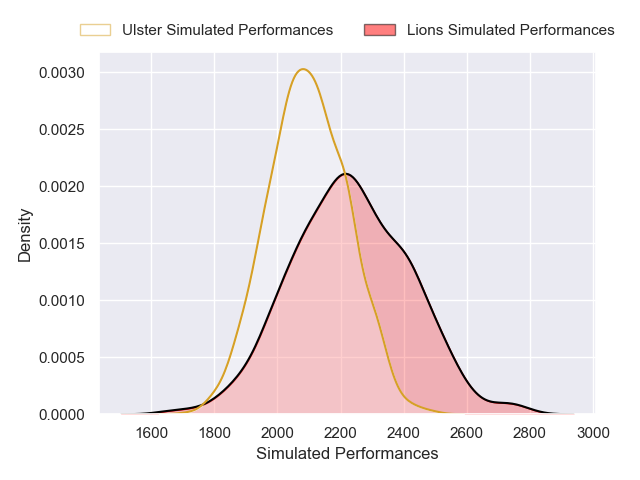 Ulster Simulated Performances Lions Simulated Performances
0.0030
0.0025
0.0020
0.0015
0.0010
0.0005
0.0000
Density
1600 1800 2000 2200 2400 2600 2800 3000
Simulated Performances